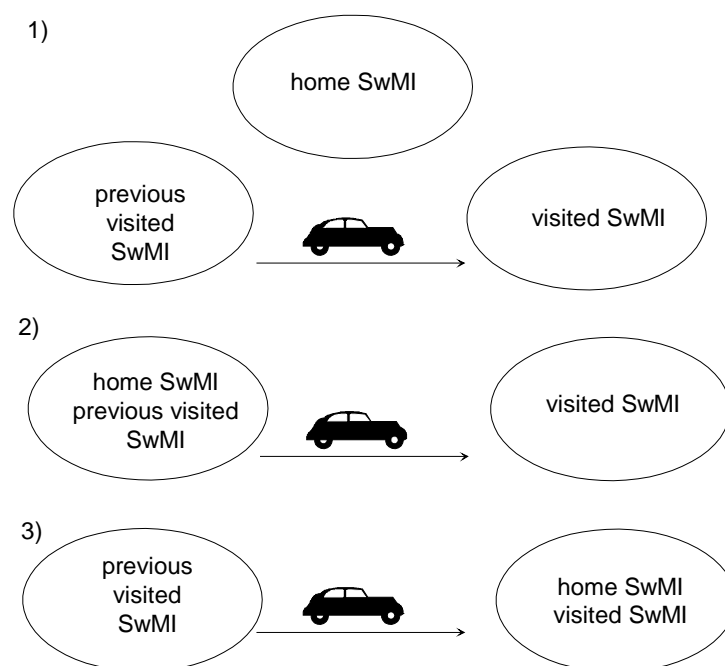 1)
home SwMI
previous
visited
SwMI
visited SwMI
2)
home SwMI
previous visited
SwMI
visited SwMI
3)
previous
visited
SwMI
home SwMI
visited SwMI